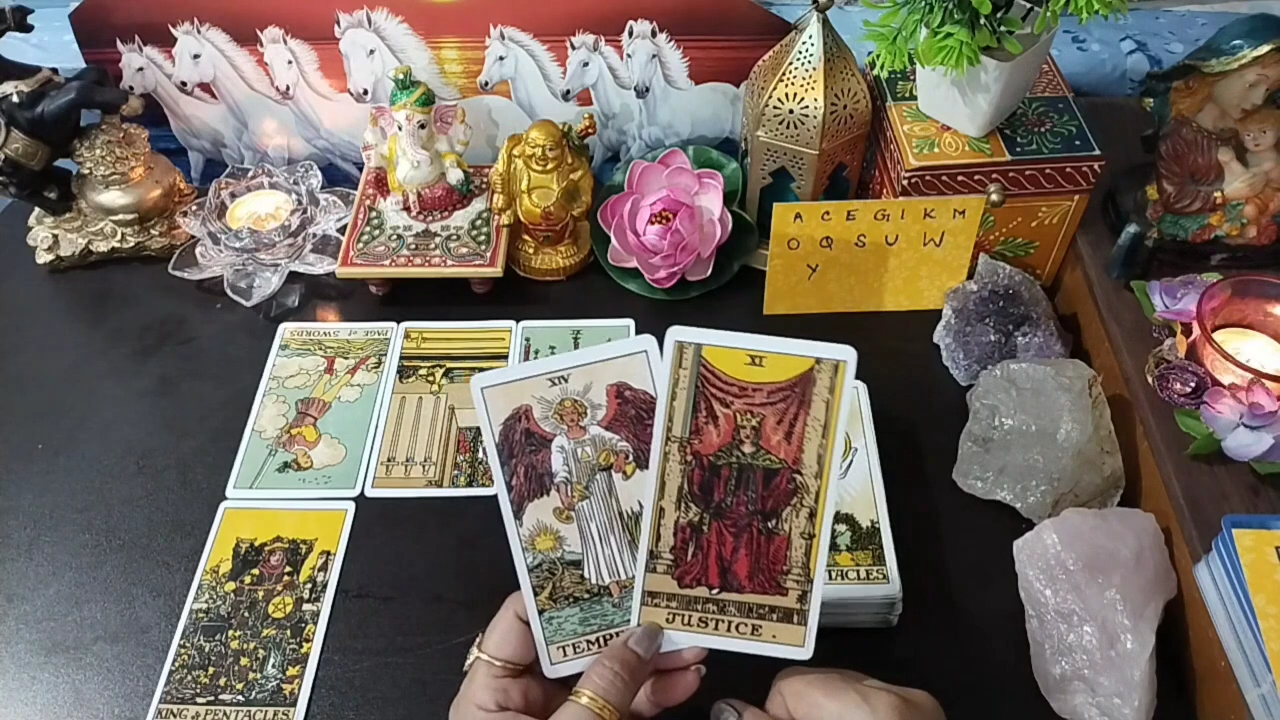 A C E G I K M
O Q S U W
Y
PAGE of SWORDS
XIV
XI
TEMPE
JUSTICE.
TACLES
KING of PENTACLES